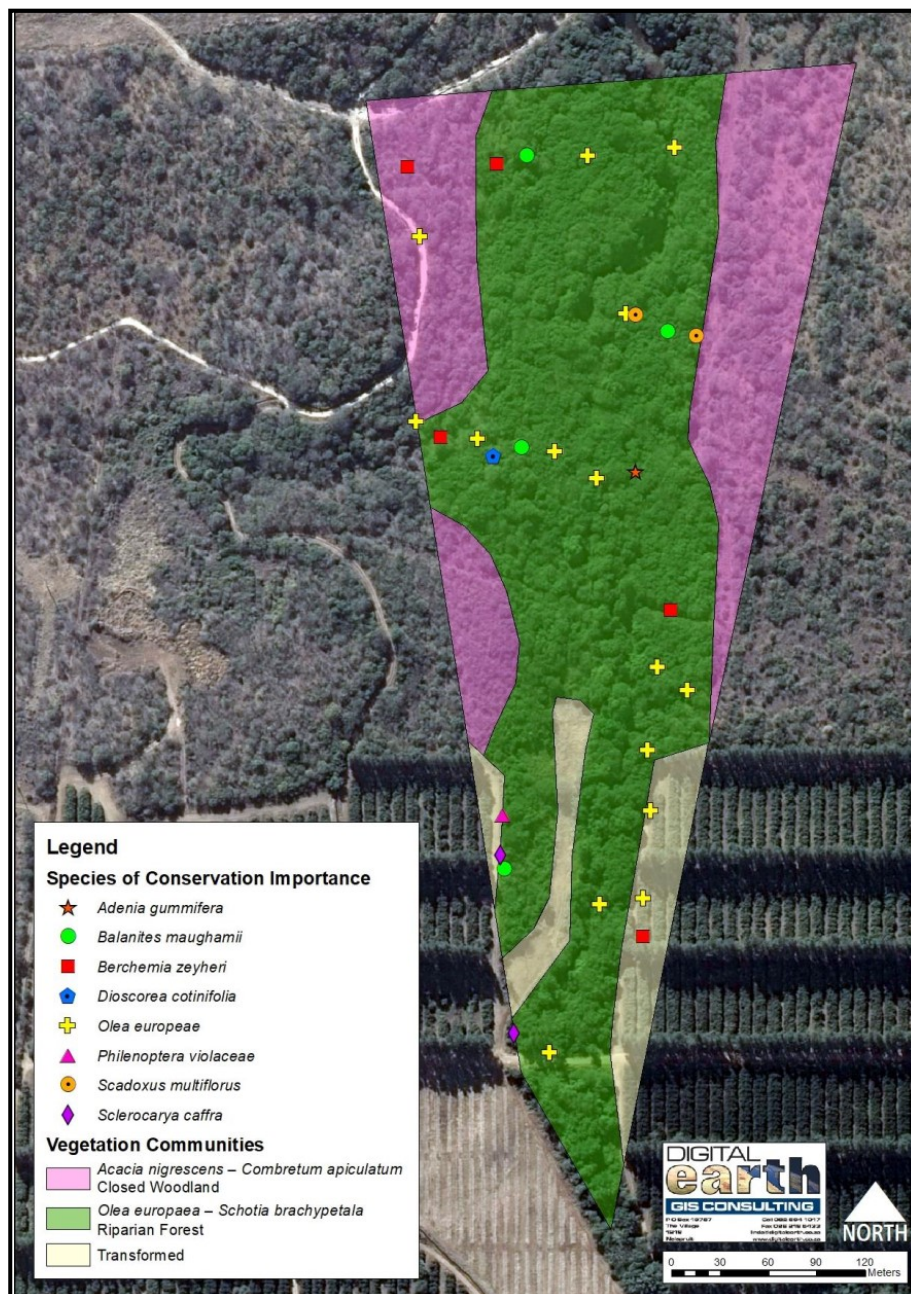 Legend
Species of Conservation Importance
Adenia gummifera
Balanites maughamii
Berchemia zeyheri
Dioscorea cotinifolia
Olea europeae
Philenoptera violaceae
Scadoxus multiflorus
Sclerocarya caffra
Vegetation Communities
Acacia nigrescens – Combretum apiculatum
Closed Woodland
Olea europaea – Schotia brachypetala
Riparian Forest
Transformed
DIGITAL
earth
GIS CONSULTING
The Village
NORTH
0 30 60 90 120
Meters